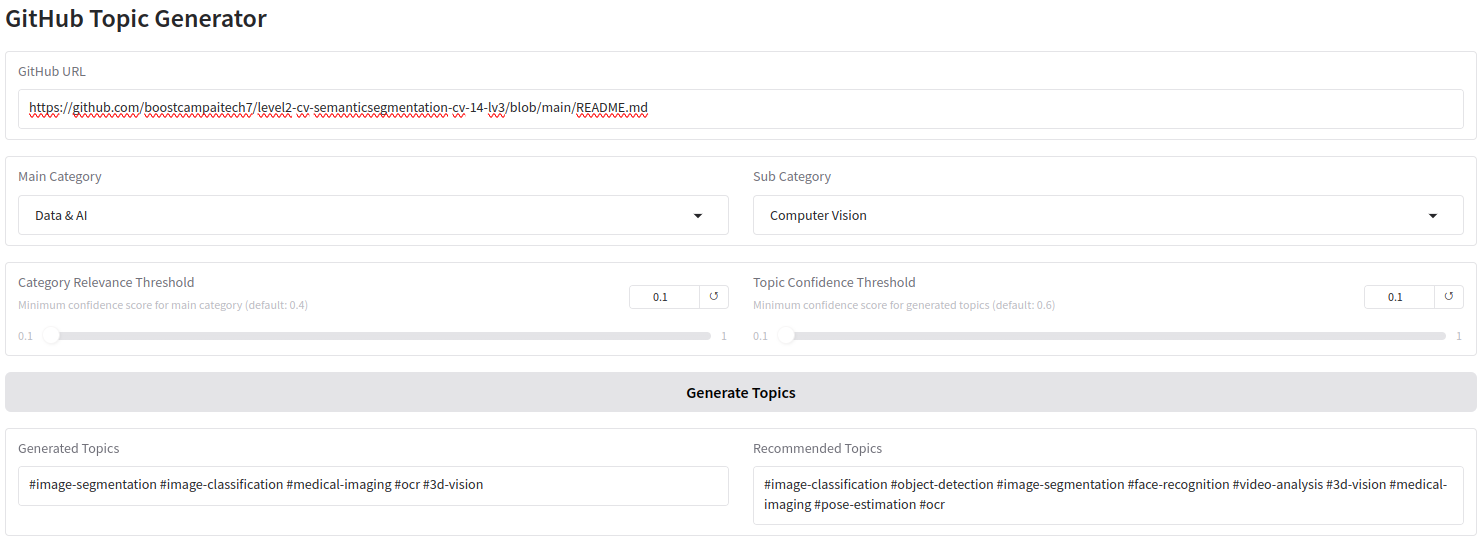 GitHub Topic Generator
GitHub URL
https://github.com/boostcampaitech7/level2-cv-semanticsegmentation-cv-14-lv3/blob/main/README.md
Main Category
Data & AI
Sub Category
Computer Vision
Category Relevance Threshold
Minimum confidence score for main category (default: 0.4)
0.1
0.1
1
Topic Confidence Threshold
Minimum confidence score for generated topics (default: 0.6)
0.1
0.1
1
Generate Topics
Generated Topics
#image-segmentation #image-classification #medical-imaging #ocr #3d-vision
Recommended Topics
#image-classification #object-detection #image-segmentation #face-recognition #video-analysis #3d-vision #medical-
imaging #pose-estimation #ocr